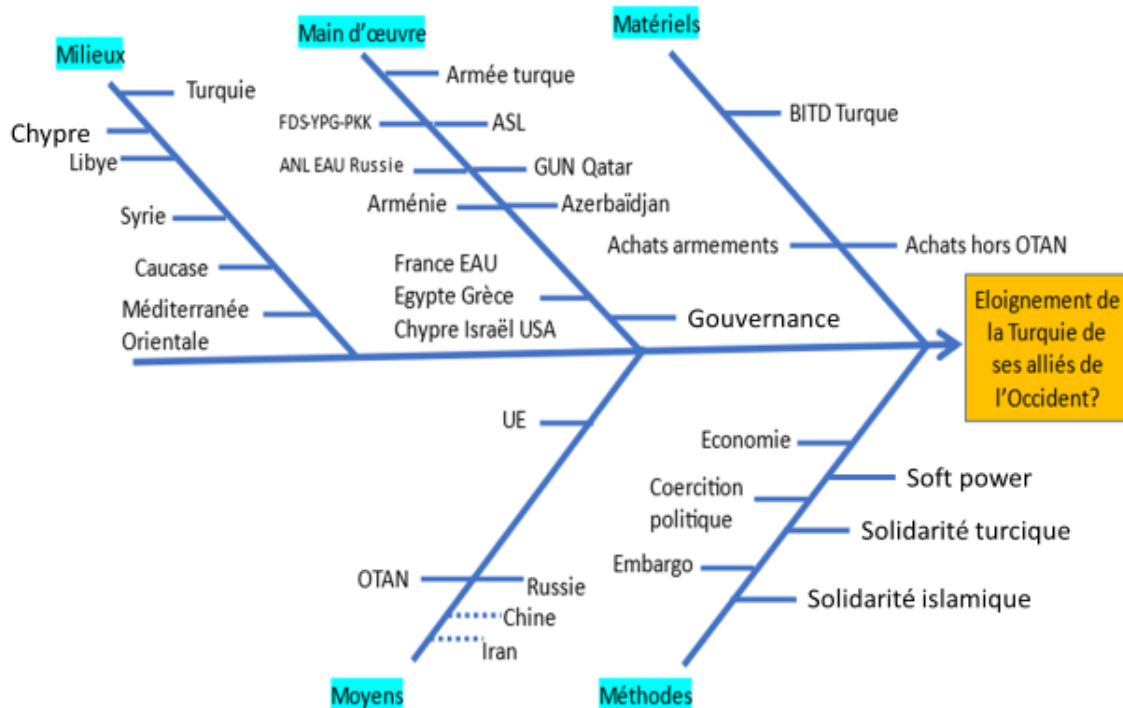 Milieux
Main d'œuvre
Matériels
Turquie
Chypre
Libye
Syrie
Caucase
Méditerranée
Orientale
Armée turque
FDS-YPG-PKK
ASL
ANL EAU Russie
GUN Qatar
Arménie
Azerbaïdjan
France EAU
Egypte Grèce
Chypre Israël USA
Gouvernance
BITD Turque
Achats armements
Achats hors OTAN
Eloignement de
la Turquie de
ses alliés de
l'Occident?
UE
OTAN
Russie
Chine
Iran
Moyens
Economie
Soft power
Coercition
politique
Solidarité turcique
Embargo
Solidarité islamique
Méthodes